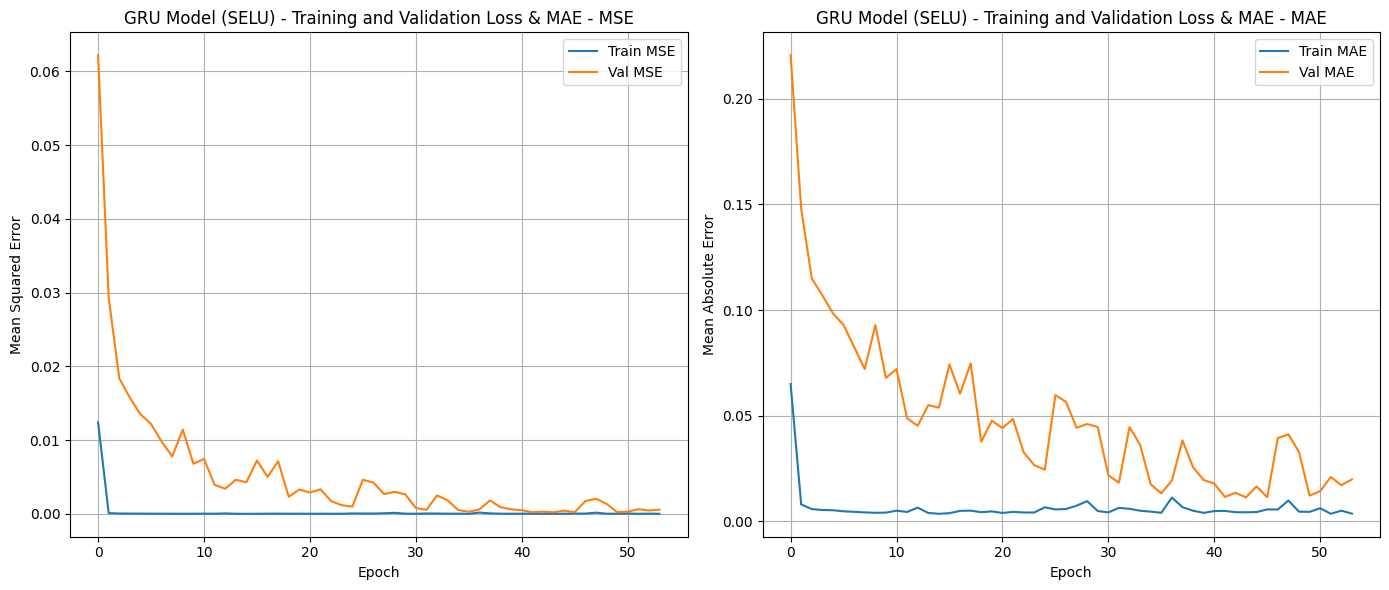 GRU Model (SELU) - Training and Validation Loss & MAE - MSE
Train MSE
Val MSE
Mean Squared Error
0.06
0.05
0.04
0.03
0.02
0.01
0.00
0 10 20 30 40 50
Epoch
GRU Model (SELU) - Training and Validation Loss & MAE - MAE
Train MAE
Val MAE
Mean Absolute Error
0.20
0.15
0.10
0.05
0.00
0 10 20 30 40 50
Epoch